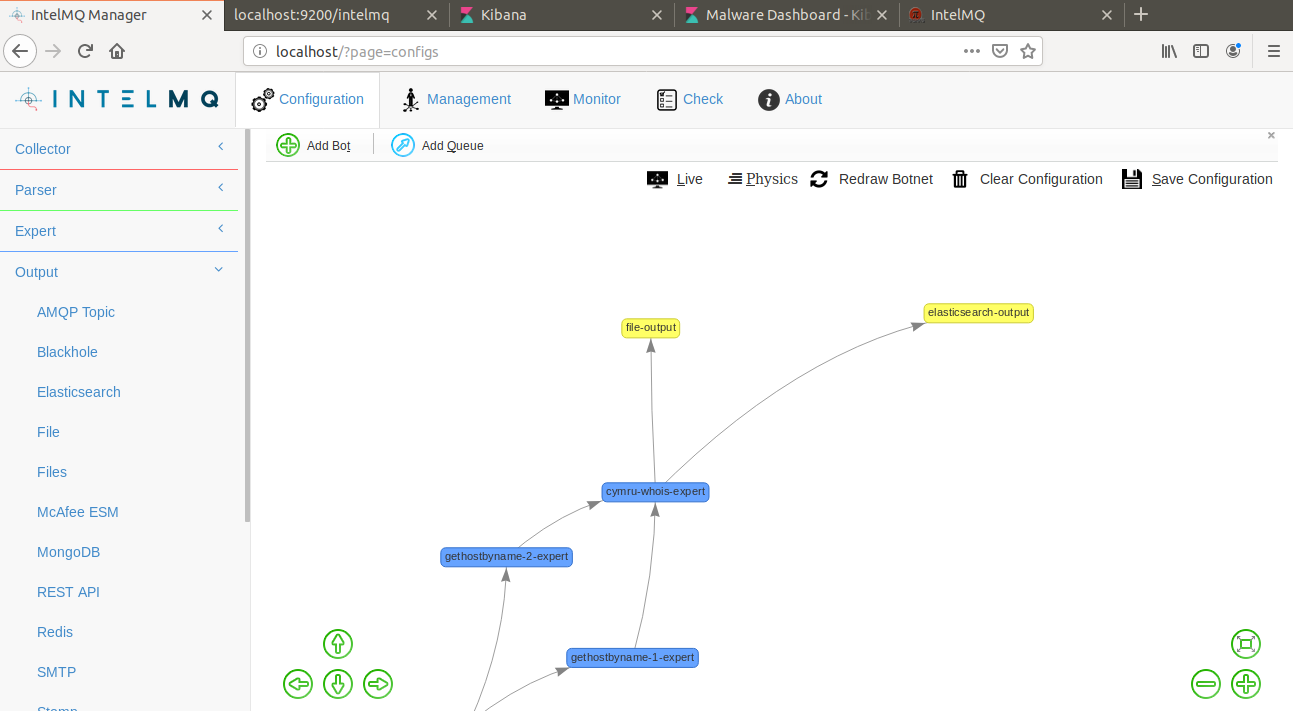 IntelMQ Manager
localhost:9200/intelmq
Kibana
Malware Dashboard - Kib
IntelMQ
localhost/?page=configs
INTELMQ
Configuration
Management
Monitor
Check
About
Collector
Parser
Expert
Output
AMQP Topic
Blackhole
Elasticsearch
File
Files
McAfee ESM
MongoDB
REST API
Redis
SMTP
Add Bot
Add Queue
Live
Physics
Redraw Botnet
Clear Configuration
Save Configuration
elasticsearch-output
file-output
cymru-whois-expert
gethostbyname-2-expert
gethostbyname-1-expert